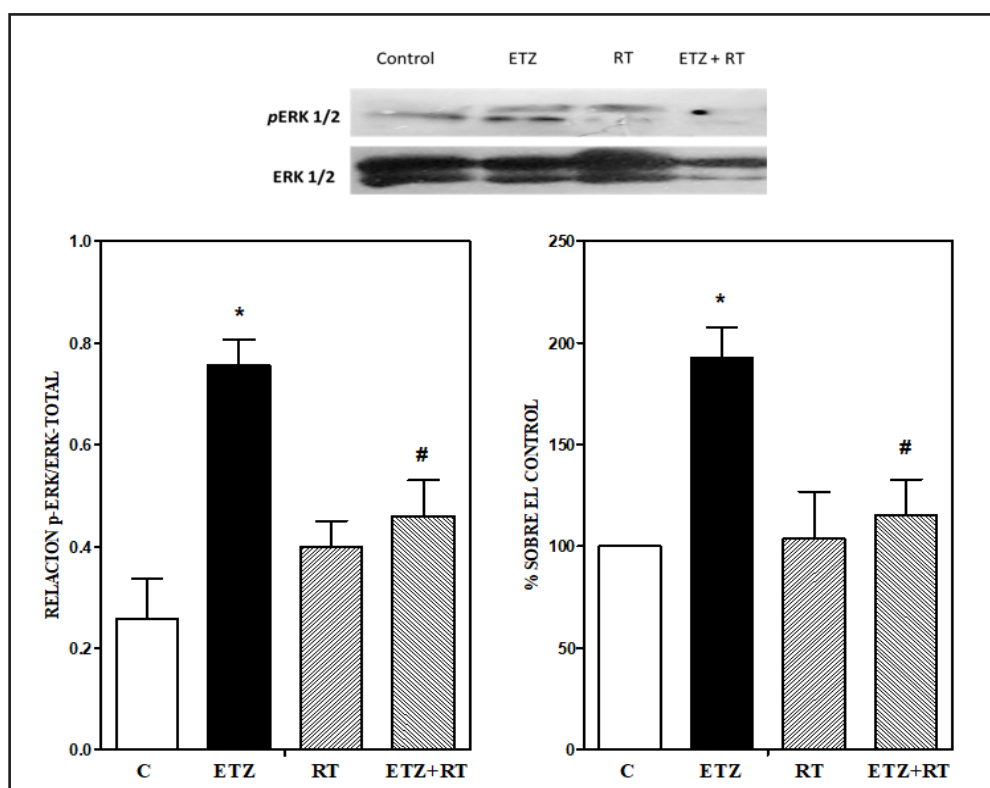 Control ETZ RT ETZ + RT
pERK 1/2
ERK 1/2
RELACION p-ERK/ERK-TOTAL
1.0
0.8
0.6
0.4
0.2
0.0
*
#
C ETZ RT ETZ+RT
% SOBRE EL CONTROL
250
200
150
100
50
0
*
#
C ETZ RT ETZ+RT